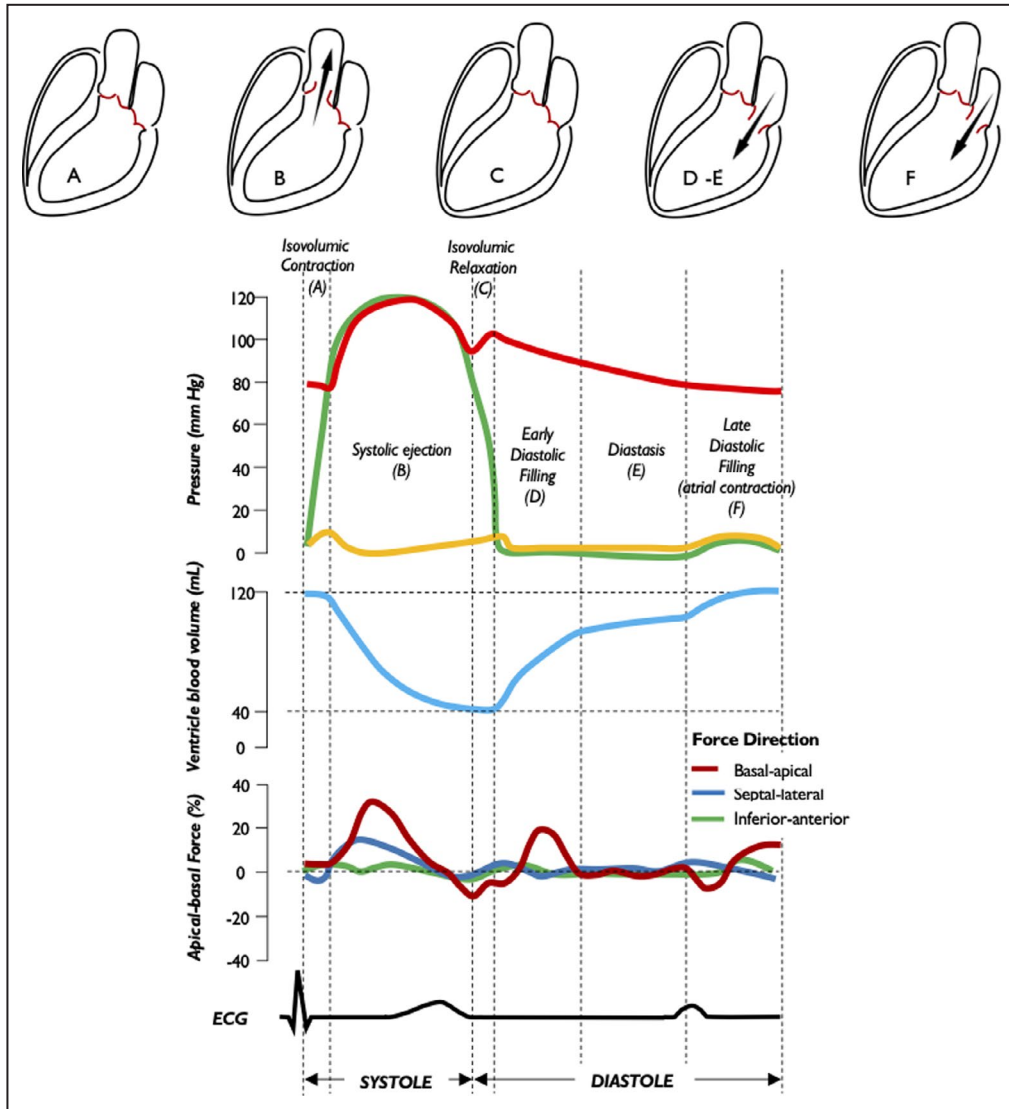 A
B
C
D -E
F
Isovolumic
Contraction
(A)
Isovolumic
Relaxation
(C)
120
100
80
60
40
20
0
Pressure (mm Hg)
Systolic ejection
(B)
Early
Diastolic
Filling
(D)
Diastasis
(E)
Late
Diastolic
Filling
(atrial contraction)
(F)
120
40
0
Ventricle blood volume (mL)
Force Direction
Basal-apical
Septal-lateral
Inferior-anterior
40
20
0
-20
-40
Apical-basal Force (%)
ECG
SYSTOLE
DIASTOLE